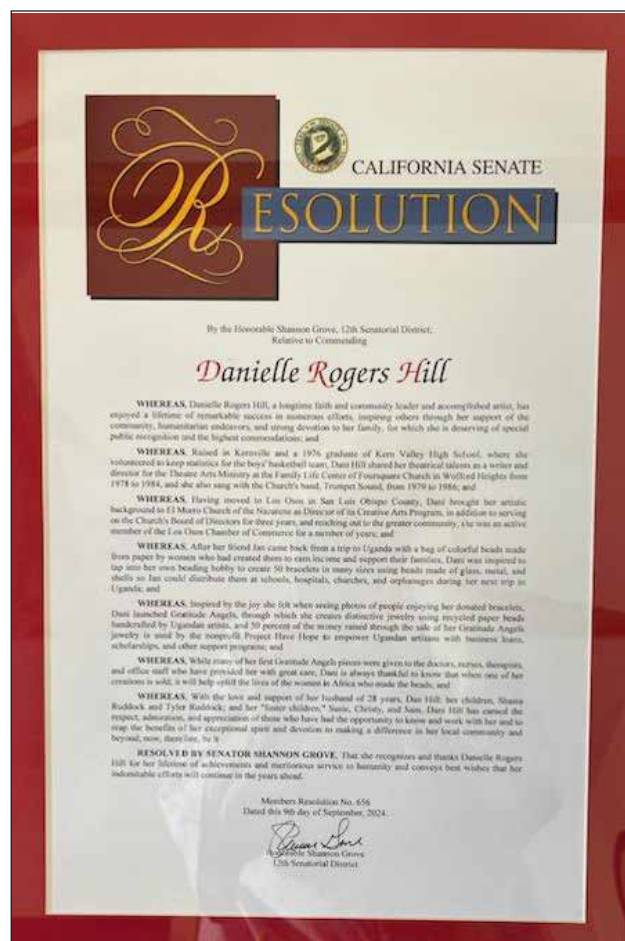 CALIFORNIA SENATE
RESOLUTION
By the Honorable Shannon Grove, 12th Senatorial District;
Relative to Commending
Danielle Rogers Hill
WHEREAS, Danielle Rogers Hill, a longtime faith and community leader and accomplished artist, has
enjoyed a lifetime of remarkable success in numerous efforts, inspiring others through her support of the
community, humanitarian endeavors, and strong devotion to her family, for which she is deserving of special
public recognition and the highest commendations; and
WHEREAS, Raised in Kernville and a 1976 graduate of Kern Valley High School, where she
volunteered to keep statistics for the boys' basketball team, Dani Hill shared her theatrical talents as a writer and
director for the Theatre Arts Ministry at the Family Life Center of Foursquare Church in Wofford Heights from
1978 to 1984, and she also sang with the Church's band, Trumpet Sound, from 1979 to 1986; and
WHEREAS, Having moved to Los Osos in San Luis Obispo County, Dani brought her artistic
background to El Morro Church of the Nazarene as Director of its Creative Arts Program, in addition to serving
on the Church's Board of Directors for three years, and reaching out to the greater community, she was an active
member of the Los Osos Chamber of Commerce for a number of years; and
WHEREAS, After her friend Jan came back from a trip to Uganda with a bag of colorful beads made
from paper by women who had created them to earn income and support their families, Dani was inspired to
tap into her own beading hobby to create 50 bracelets in many sizes using beads made of glass, metal, and
shells so Jan could distribute them at schools, hospitals, churches, and orphanages during her next trip to
Uganda; and
WHEREAS, Inspired by the joy she felt when seeing photos of people enjoying her donated bracelets,
Dani launched Gratitude Angels, through which she creates distinctive jewelry using recycled paper beads
handcrafted by Ugandan artists, and 50 percent of the money raised through the sale of her Gratitude Angels
jewelry is used by the nonprofit Project Have Hope to empower Ugandan artisans with business loans,
scholarships, and other support programs; and
WHEREAS, While many of her first Gratitude Angels pieces were given to the doctors, nurses, therapists,
and office staff who have provided her with great care, Dani is always thankful to know that when one of her
creations is sold, it will help uplift the lives of the women in Africa who made the beads; and
WHEREAS, With the love and support of her husband of 28 years, Dan Hill; her children, Shana
Ruddock and Tyler Ruddock; and her "foster children," Susie, Christy, and Sam, Dani Hill has earned the
respect, admiration, and appreciation of those who have had the opportunity to know and work with her and to
reap the benefits of her exceptional spirit and devotion to making a difference in her local community and
beyond; now, therefore, be it
RESOLVED BY SENATOR SHANNON GROVE, That she recognizes and thanks Danielle Rogers
Hill for her lifetime of achievements and meritorious service to humanity and conveys best wishes that her
indomitable efforts will continue in the years ahead.
Members Resolution No. 656
Dated this 9th day of September, 2024.
Honorable Shannon Grove
12th Senatorial District